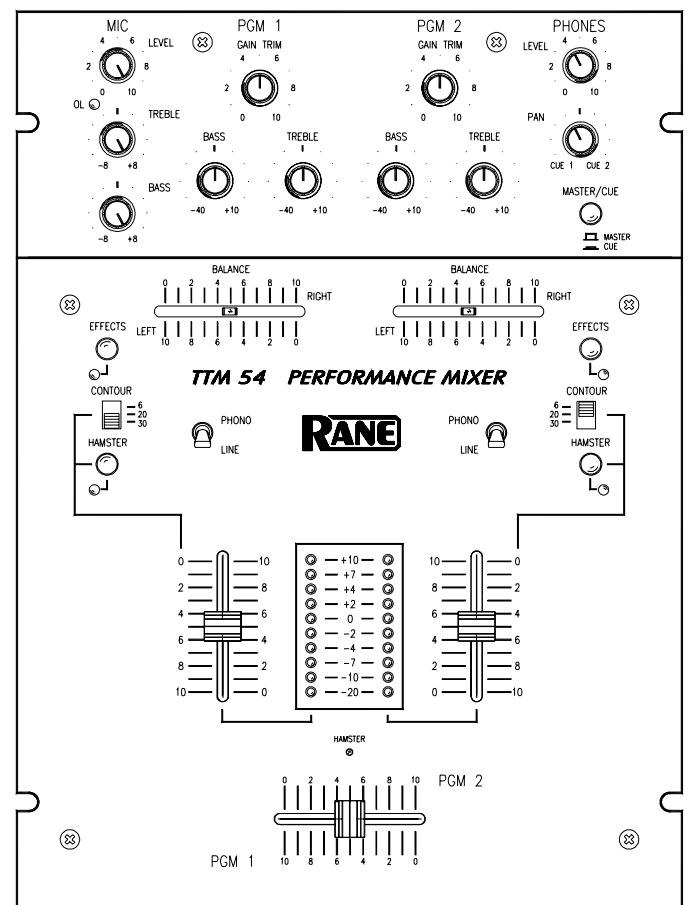 MIC PGM 1 PGM 2 PHONES
LEVEL GAIN TRIM GAIN TRIM LEVEL
4 6 4 6 4 6 4 6
2 8 2 8 2 8 2 8
0 10 0 10 0 10 0 10
OL
TREBLE PAN
BASS TREBLE BASS TREBLE
-8 +8 CUE 1 CUE 2
BASS MASTER/CUE
-40 +10 -40 +10 -40 +10 -40 +10
-8 +8
MASTER
CUE
BALANCE BALANCE
0 2 4 6 8 10 0 2 4 6 8 10
RIGHT RIGHT
LEFT LEFT
10 8 6 4 2 0 10 8 6 4 2 0
EFFECTS EFFECTS
TTM 54 PERFORMANCE MIXER
CONTOUR CONTOUR
6 6
20 20
30 30
PHONO RANE PHONO
HAMSTER LINE LINE HAMSTER
0 10 +10 0 10
+7
2 8 +4 2 8
+2
4 6 0 4 6
-2
6 4 -4 6 4
8 2 -7 8 2
-10
10 0 -20 0 10
HAMSTER
0 2 4 6 8 10 PGM 2
PGM 1 10 8 6 4 2 0